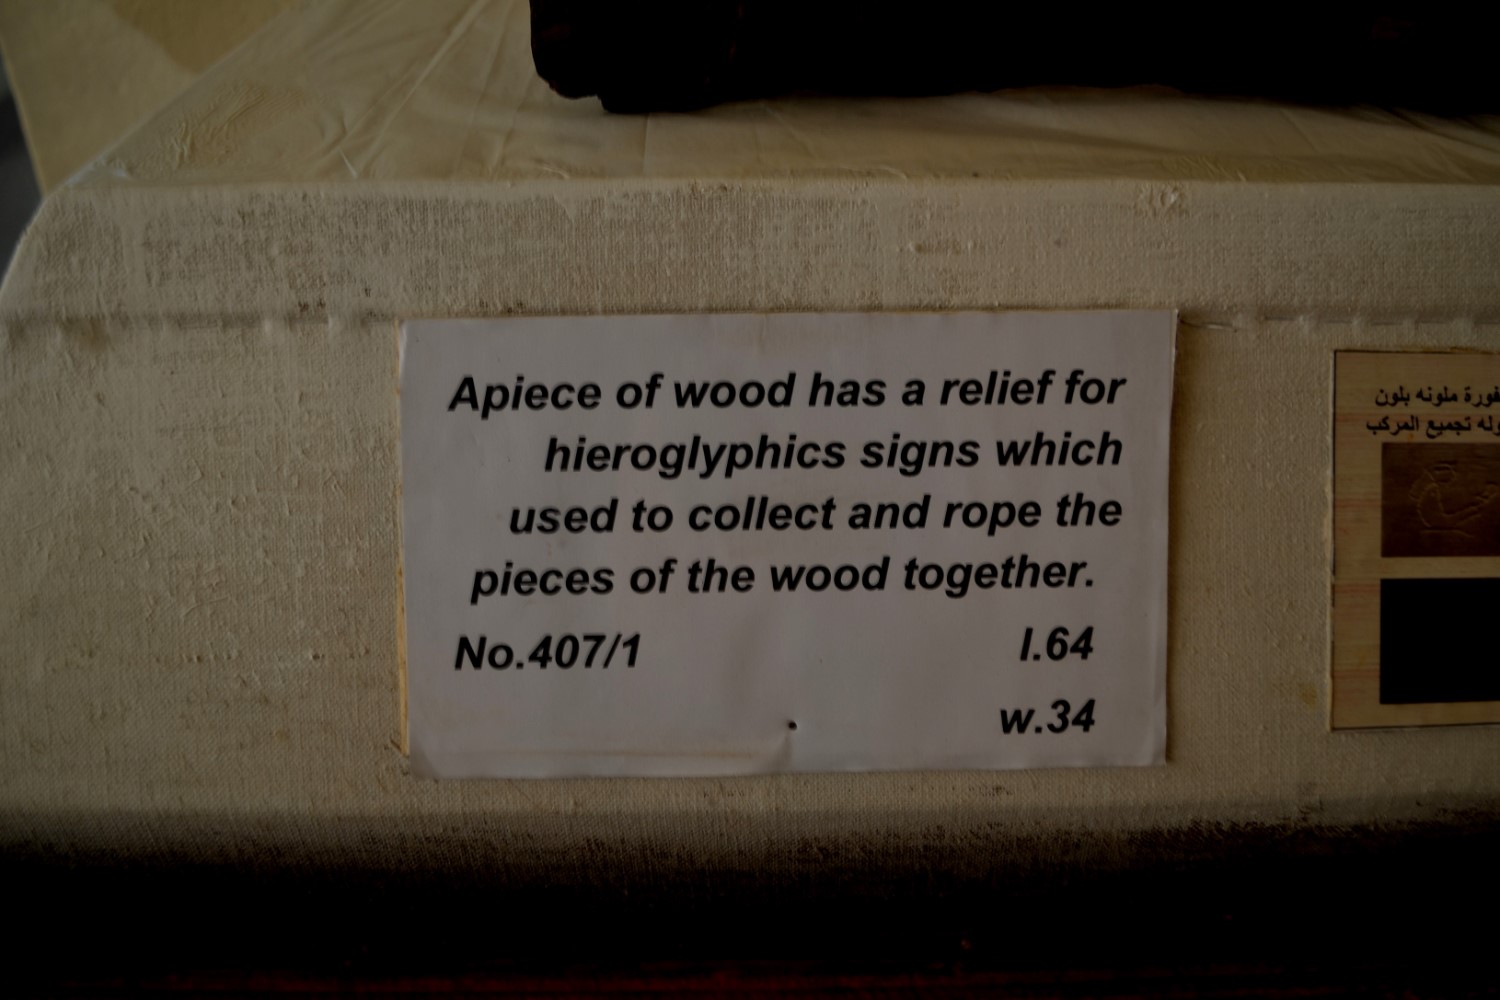 Apiece of wood has a relief for
hieroglyphics signs which
used to collect and rope the
pieces of the wood together.
No.407/1 l.64
w.34
ملونه بلون
تجميع المركب